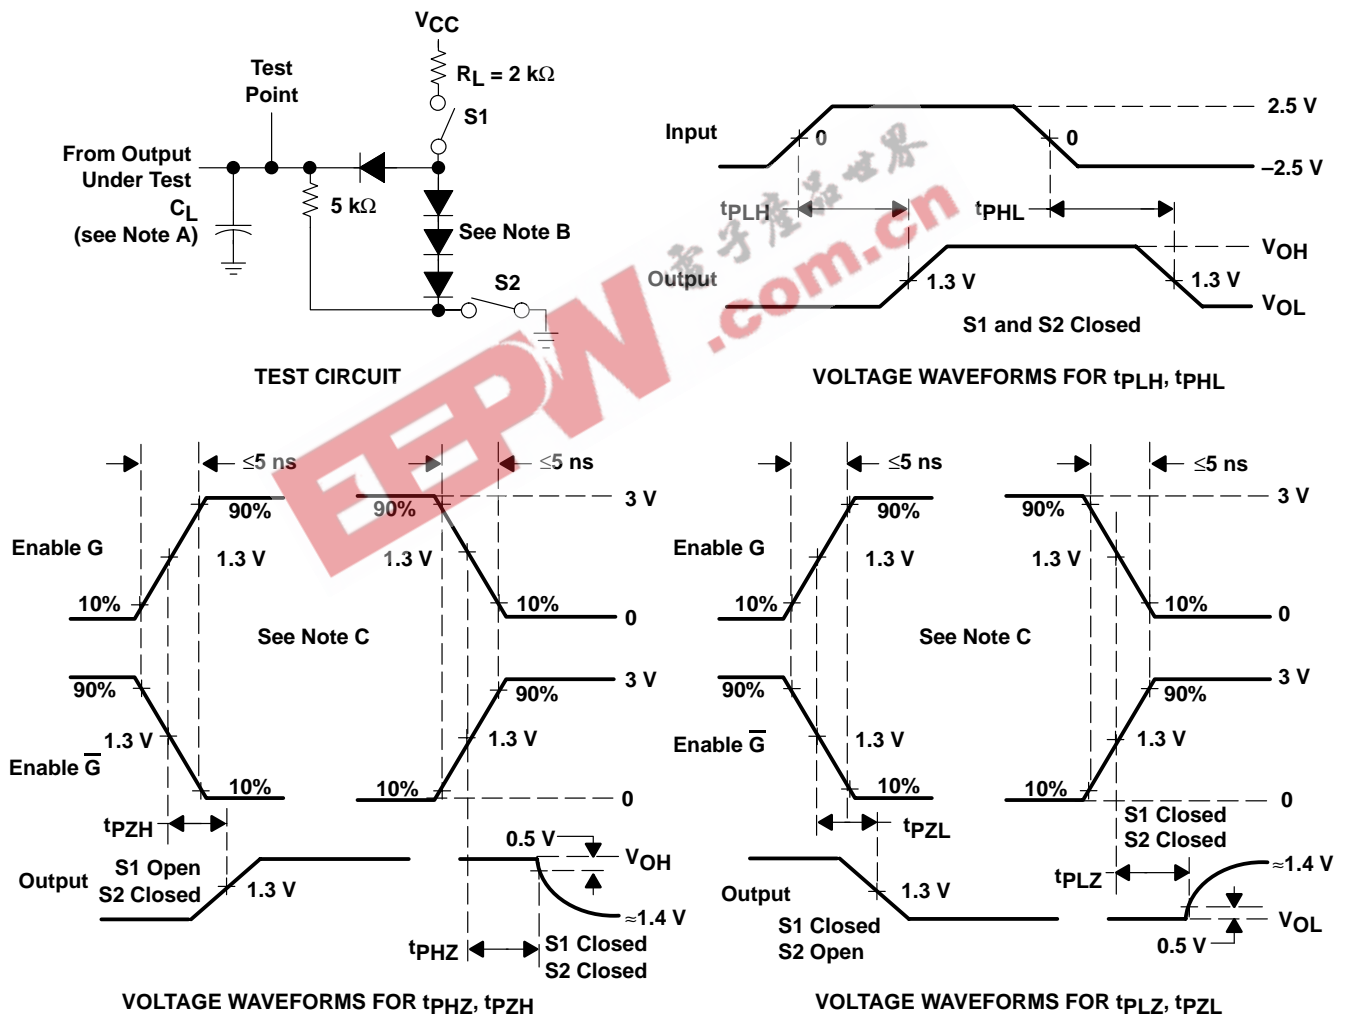 VCC
RL = 2 kΩ
Test
Point
S1
From Output
Under Test
CL
(see Note A)
5 kΩ
See Note B
S2
TEST CIRCUIT
Input
2.5 V
0
0
–2.5 V
tPLH
tPHL
Output
VOH
1.3 V
1.3 V
VOL
S1 and S2 Closed
VOLTAGE WAVEFORMS FOR tPLH, tPHL
電子產品世界
.com.cn
EEPW
≤5 ns
≤5 ns
3 V
90%
90%
Enable G
1.3 V
1.3 V
10%
10%
0
See Note C
90%
90%
3 V
1.3 V
1.3 V
Enable G̅
10%
10%
0
tPZH
0.5 V
VOH
S1 Open
S2 Closed
Output
1.3 V
≈1.4 V
tPHZ
S1 Closed
S2 Closed
VOLTAGE WAVEFORMS FOR tPHZ, tPZH
≤5 ns
≤5 ns
3 V
90%
90%
Enable G
1.3 V
1.3 V
10%
10%
0
See Note C
90%
90%
3 V
1.3 V
1.3 V
Enable G̅
10%
10%
0
tPZL
S1 Closed
S2 Closed
≈1.4 V
tPLZ
Output
1.3 V
S1 Closed
S2 Open
VOL
0.5 V
VOLTAGE WAVEFORMS FOR tPLZ, tPZL